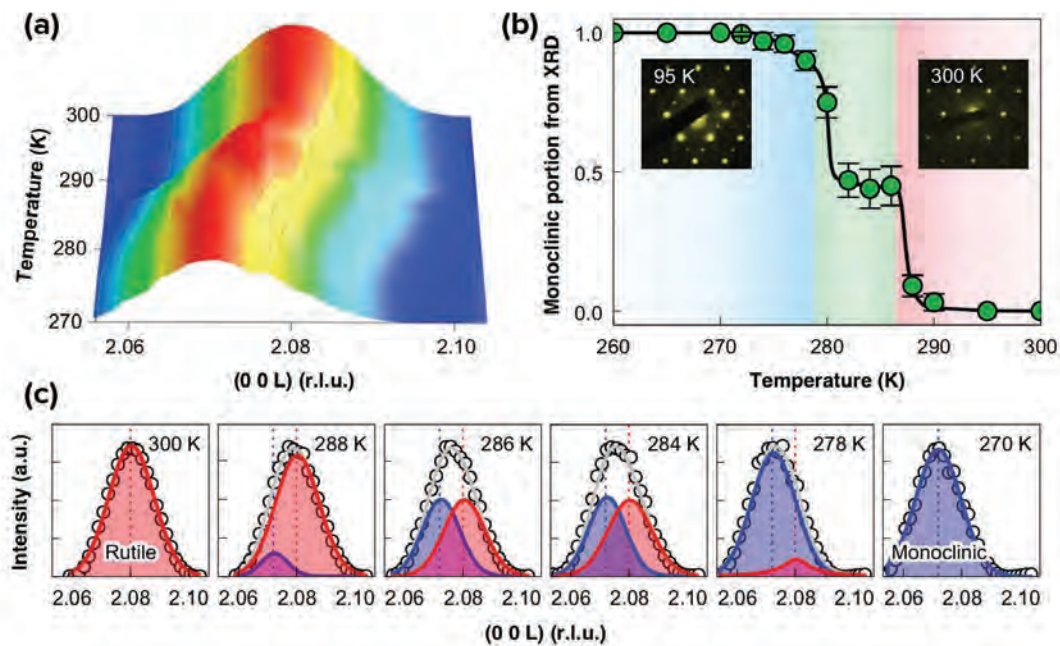 (a)
Temperature (K)
300
290
280
270
2.06
2.08
2.10
(0 0 L) (r.l.u.)
(b)
Monoclinic portion from XRD
1.0
0.5
0.0
95 K
300 K
260
270
280
290
300
Temperature (K)
(c)
Intensity (a.u.)
300 K
288 K
286 K
284 K
278 K
270 K
Rutile
Monoclinic
2.06 2.08 2.10
2.06 2.08 2.10
2.06 2.08 2.10
2.06 2.08 2.10
2.06 2.08 2.10
2.06 2.08 2.10
(0 0 L) (r.l.u.)